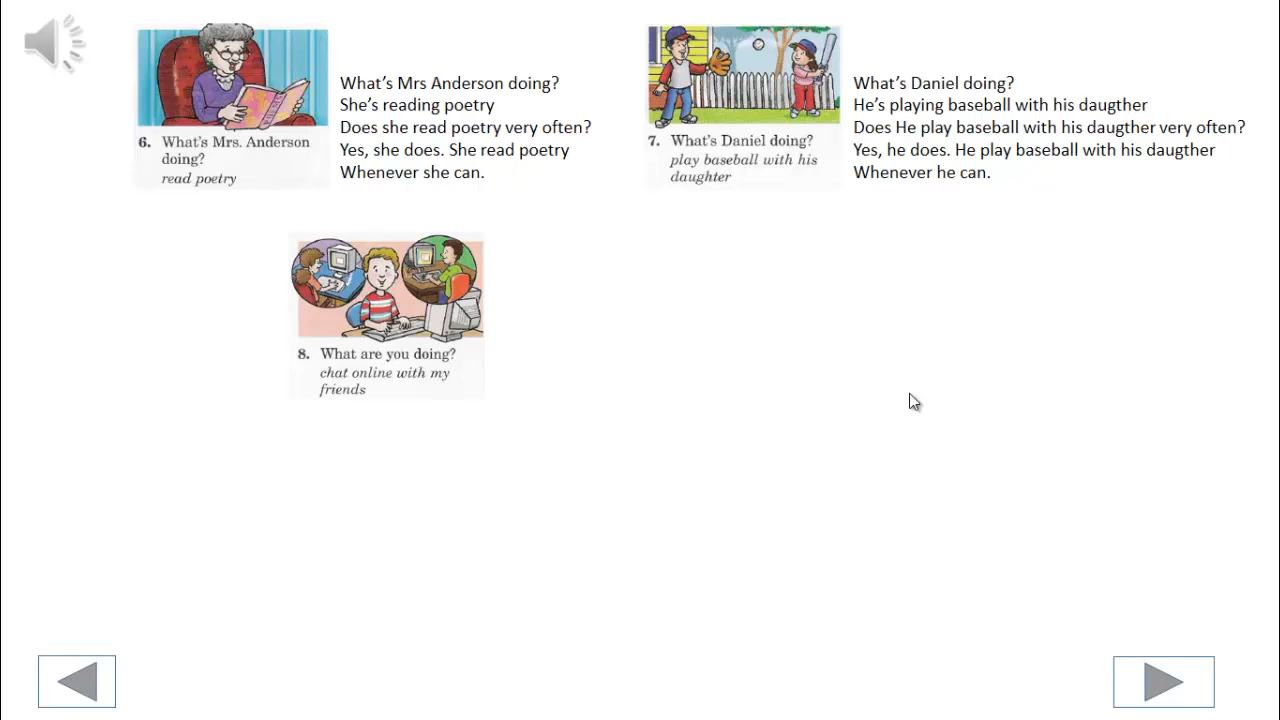 6. What's Mrs. Anderson
doing?
read poetry
What's Mrs Anderson doing?
She's reading poetry
Does she read poetry very often?
Yes, she does. She read poetry
Whenever she can.
7. What's Daniel doing?
play baseball with his
daughter
What's Daniel doing?
He's playing baseball with his daugther
Does He play baseball with his daugther very often?
Yes, he does. He play baseball with his daugther
Whenever he can.
8. What are you doing?
chat online with my
friends